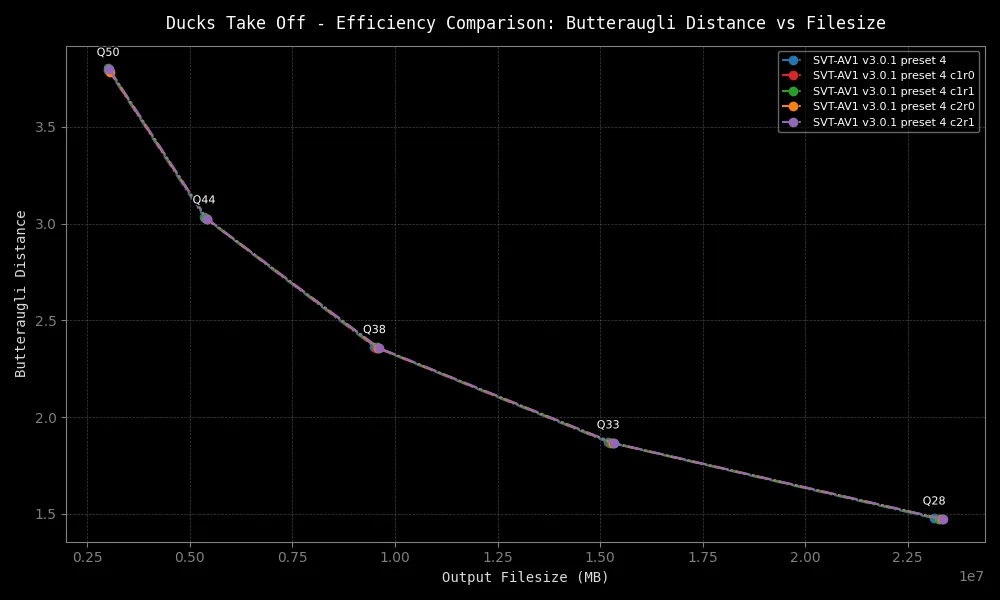 Ducks Take Off - Efficiency Comparison: Butteraugli Distance vs Filesize
SVT-AV1 v3.0.1 preset 4
SVT-AV1 v3.0.1 preset 4 c1r0
SVT-AV1 v3.0.1 preset 4 c1r1
SVT-AV1 v3.0.1 preset 4 c2r0
SVT-AV1 v3.0.1 preset 4 c2r1
Q50
Q44
Q38
Q33
Q28
Butteraugli Distance
3.5
3.0
2.5
2.0
1.5
0.25 0.50 0.75 1.00 1.25 1.50 1.75 2.00 2.25
1e7
Output Filesize (MB)